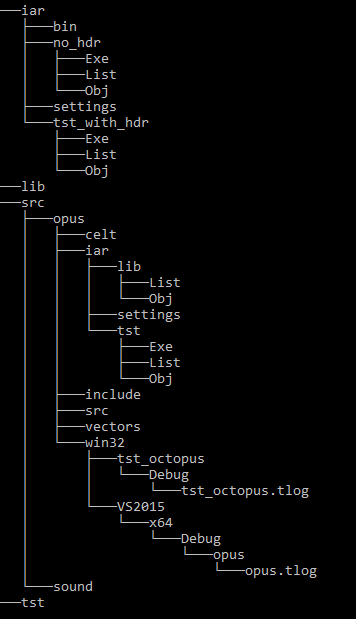 iar
bin
no_hdr
Exe
List
Obj
settings
tst_with_hdr
Exe
List
Obj
lib
src
opus
celt
iar
lib
List
Obj
settings
tst
Exe
List
Obj
include
src
vectors
win32
tst_octopus
Debug
tst_octopus.tlog
VS2015
x64
Debug
opus
opus.tlog
sound
tst